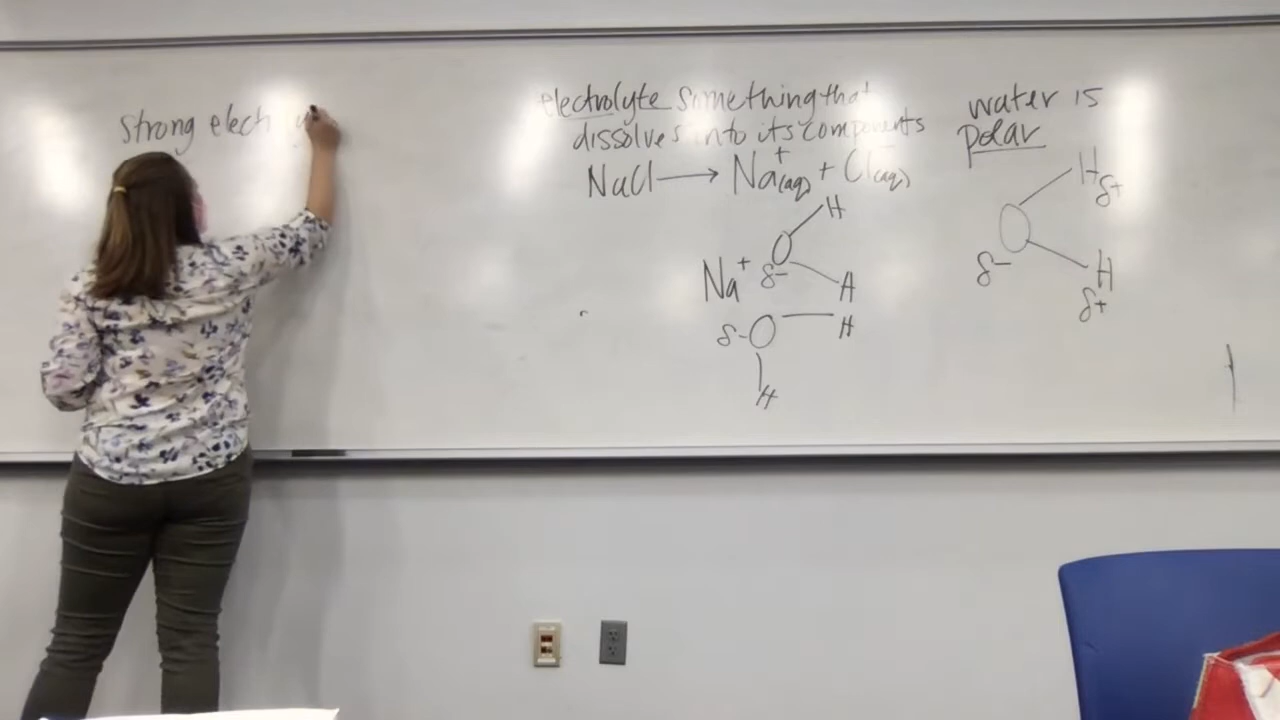 strong elect
electrolyte something that
dissolves into its components
NaCl → Na⁺(aq) + Cl⁻(aq)
H
O
δ-
Na⁺
H
H
δ- O
H
water is
polar
H
δ+
O
δ-
H
δ+